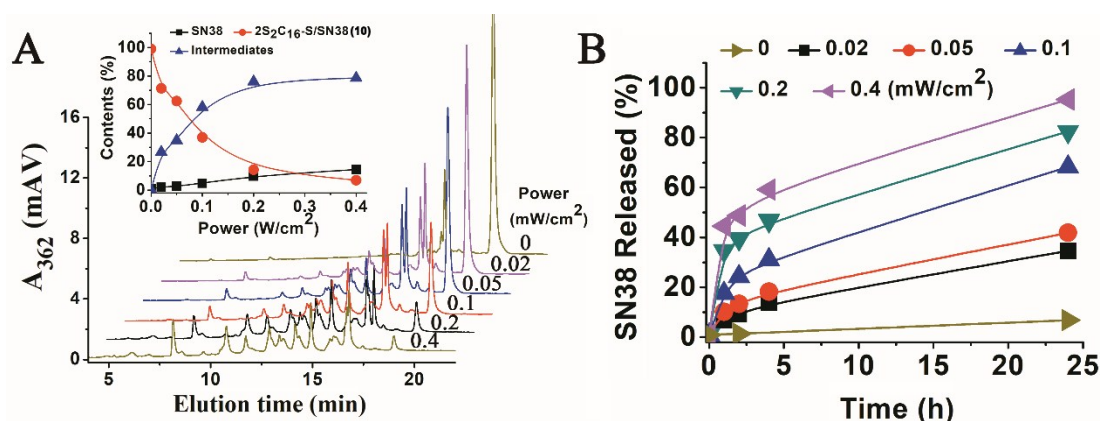 A
SN38 2S₂C₁₆-S/SN38(10)
Intermediates
Contents (%)
100
80
60
40
20
0
0.0 0.1 0.2 0.3 0.4
Power (W/cm²)
A₃₆₂ (mAV)
16
12
8
4
0
Power
(mW/cm²)
0
0.02
0.05
0.1
0.2
0.4
5 10 15 20
Elution time (min)
B
0 0.02 0.05 0.1
0.2 0.4 (mW/cm²)
SN38 Released (%)
100
80
60
40
20
0
0 5 10 15 20 25
Time (h)